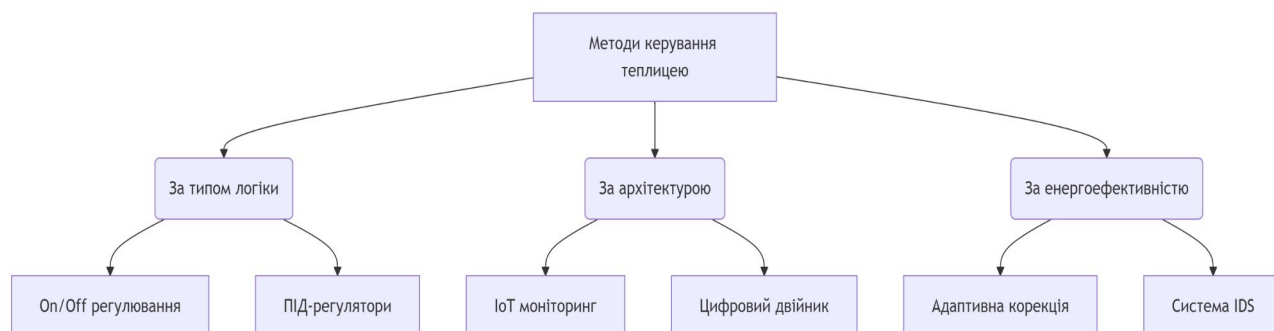 Методи керування
теплицею
За типом логіки
За архітектурою
За енергоефективністю
On/Off регулювання
ПІД-регулятори
IoT моніторинг
Цифровий двійник
Адаптивна корекція
Система IDS